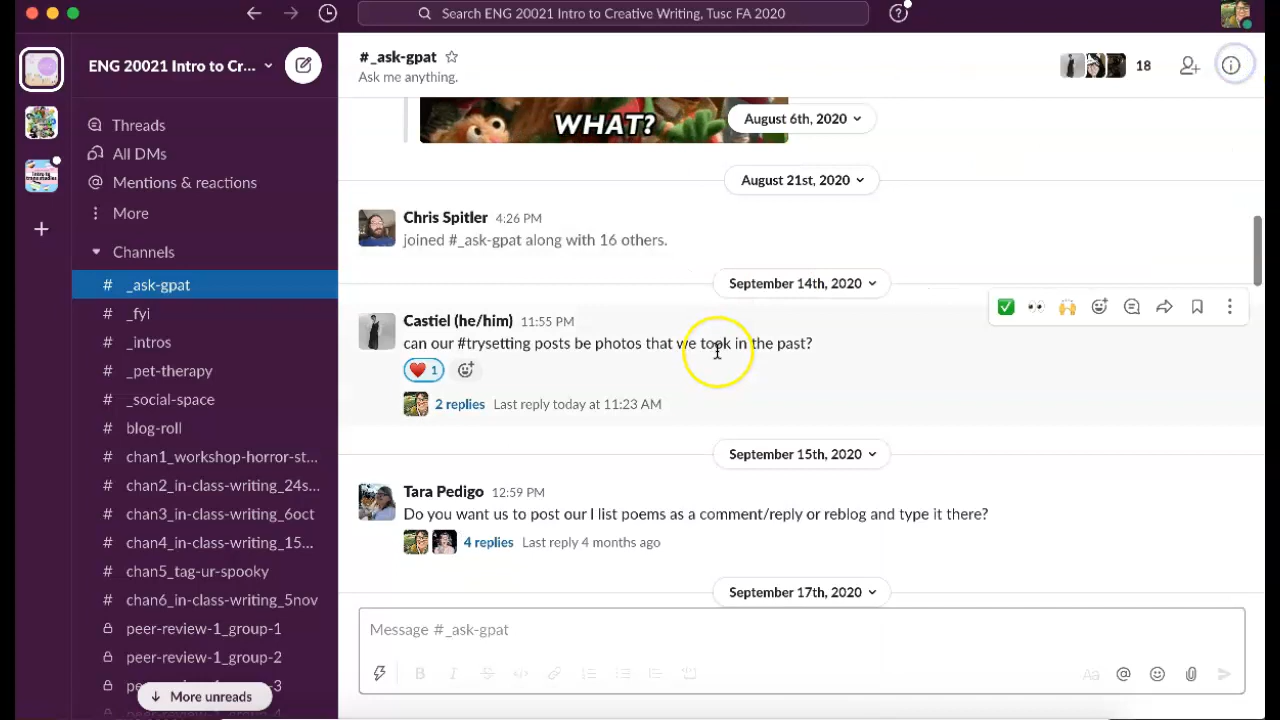 Search ENG 20021 Intro to Creative Writing, Tusc FA 2020
ENG 20021 Intro to Cr...
Threads
All DMs
Mentions & reactions
More
Channels
# _ask-gpat
# _fyi
# _intros
# _pet-therapy
# _social-space
# blog-roll
# chan1_workshop-horror-st...
# chan2_in-class-writing_24s...
# chan3_in-class-writing_6oct
# chan4_in-class-writing_15...
# chan5_tag-ur-spooky
# chan6_in-class-writing_5nov
peer-review-1_group-1
peer-review-1_group-2
-3
More unreads
#_ask-gpat
Ask me anything.
18
WHAT?
August 6th, 2020
August 21st, 2020
Chris Spitler 4:26 PM
joined #_ask-gpat along with 16 others.
September 14th, 2020
Castiel (he/him) 11:55 PM
can our #trysetting posts be photos that we took in the past?
1
2 replies Last reply today at 11:23 AM
September 15th, 2020
Tara Pedigo 12:59 PM
Do you want us to post our I list poems as a comment/reply or reblog and type it there?
4 replies Last reply 4 months ago
September 17th, 2020
Message #_ask-gpat
B I S Aa @